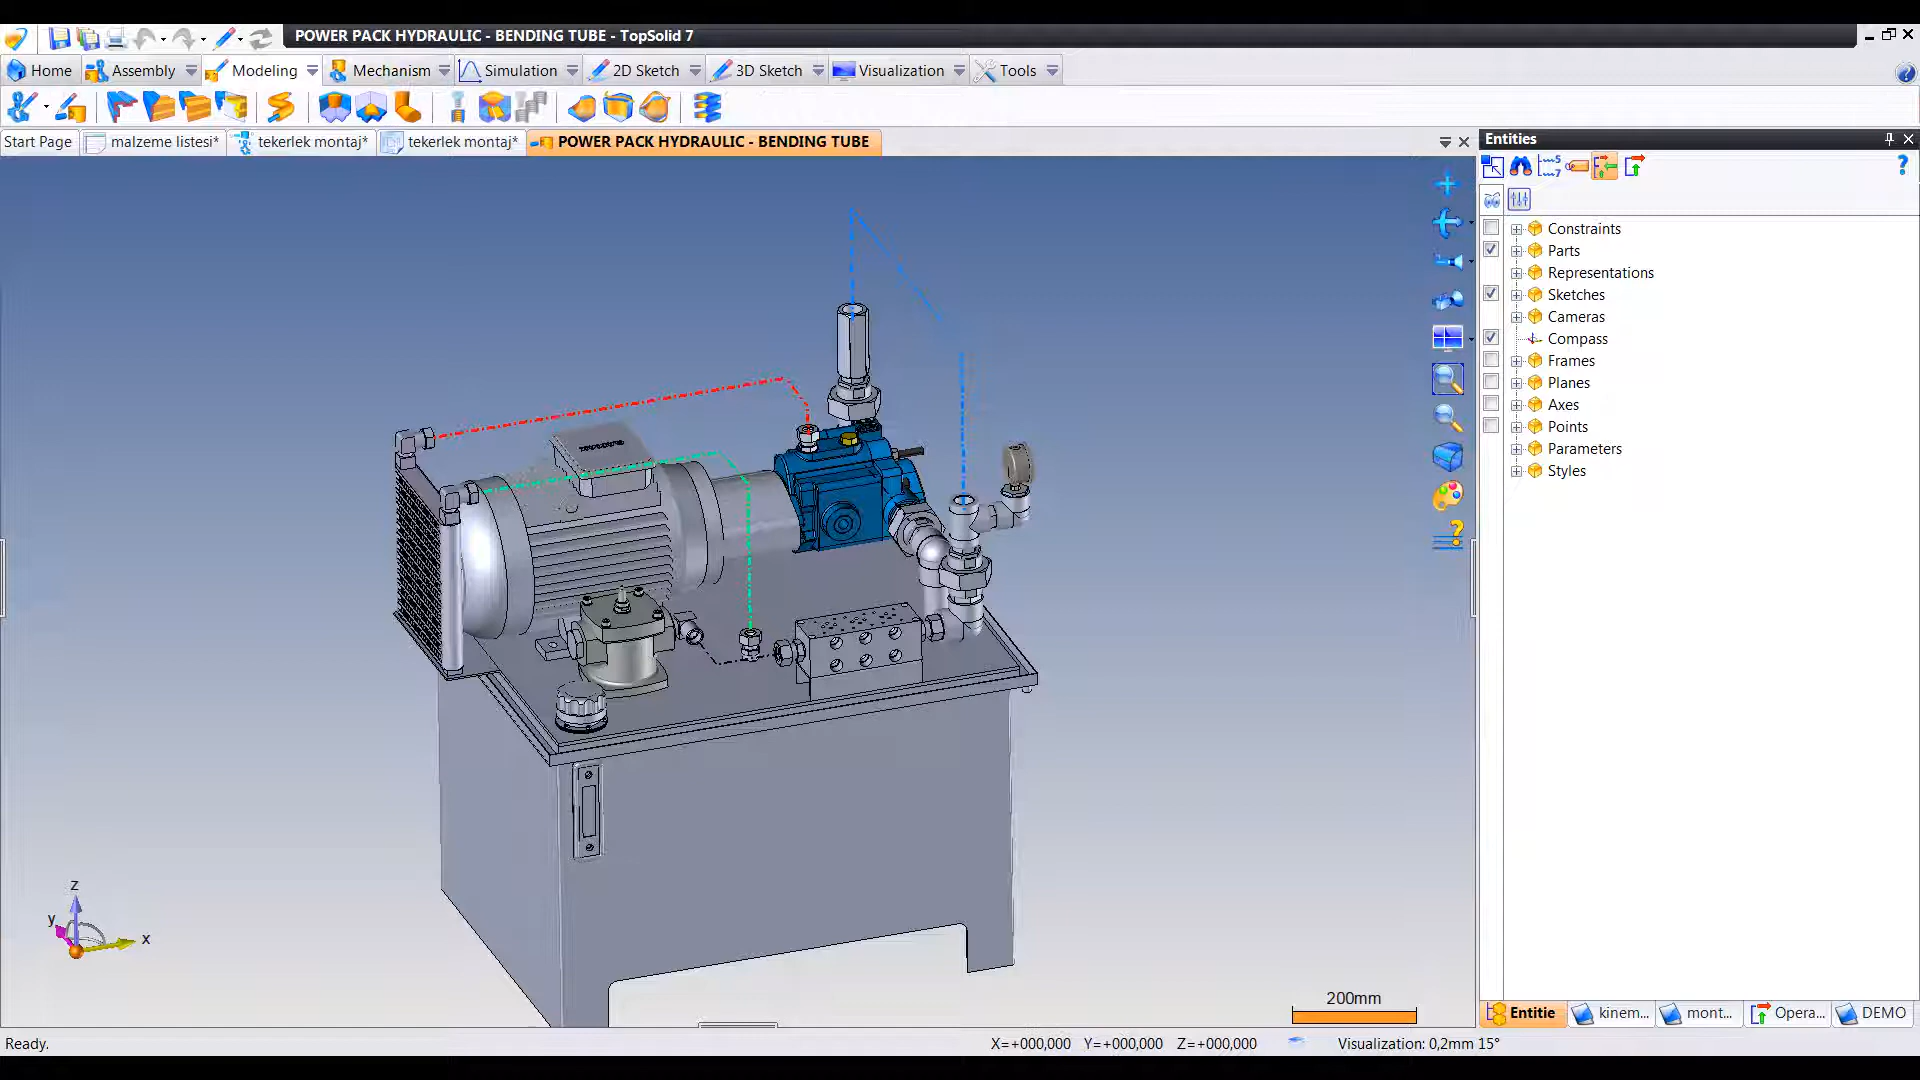 POWER PACK HYDRAULIC - BENDING TUBE - TopSolid 7
Home Assembly Modeling Mechanism Simulation 2D Sketch 3D Sketch Visualization Tools
Start Page malzeme listesi* tekerlek montaj* tekerlek montaj* POWER PACK HYDRAULIC - BENDING TUBE
Entities
Constraints
Parts
Representations
Sketches
Cameras
Compass
Frames
Planes
Axes
Points
Parameters
Styles
z
y
x
200mm
Entitie kinem... mont... Opera... DEMO
Ready.
X=+000,000 Y=+000,000 Z=+000,000 Visualization: 0,2mm 15°